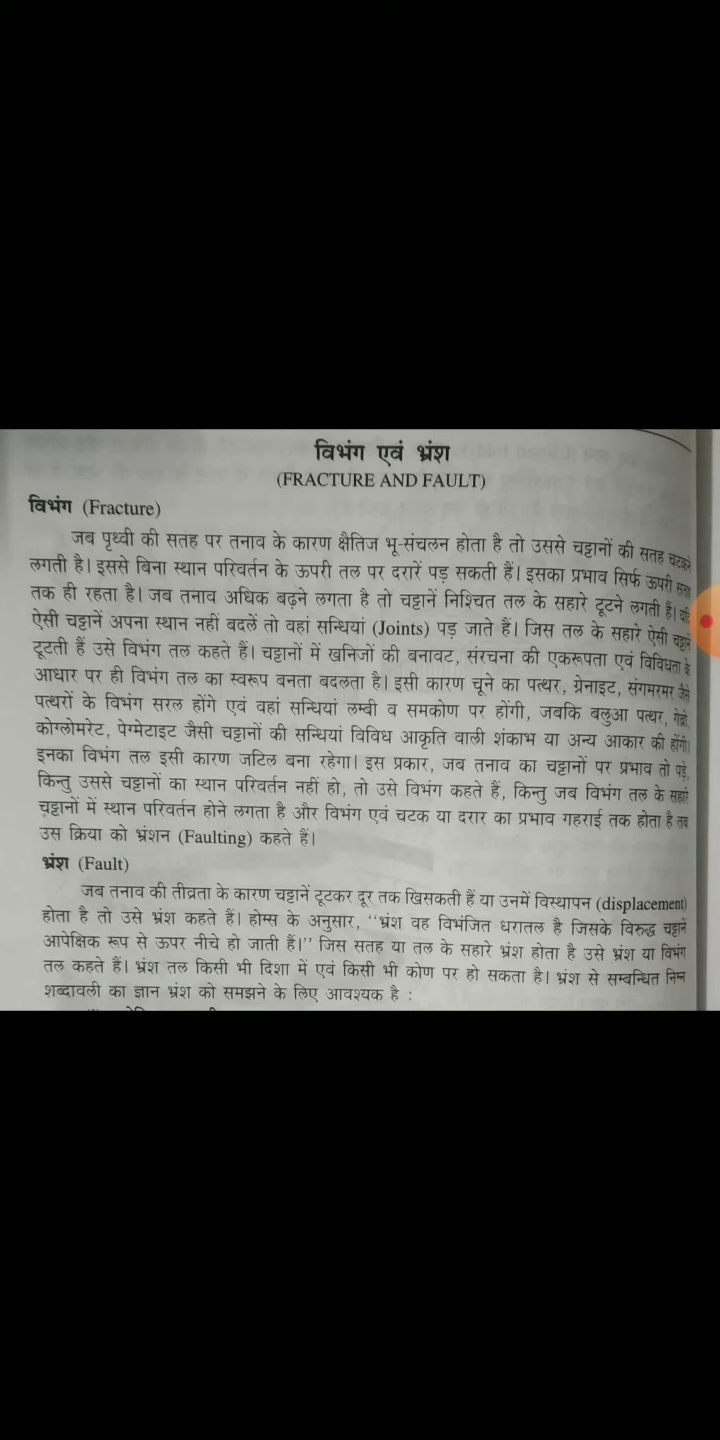 विभंग एवं भ्रंश
(FRACTURE AND FAULT)
विभंग (Fracture)
जब पृथ्वी की सतह पर तनाव के कारण क्षैतिज भू-संचलन होता है तो उससे चट्टानों की सतह चटकने
लगती है। इससे बिना स्थान परिवर्तन के ऊपरी तल पर दरारें पड़ सकती हैं। इसका प्रभाव सिर्फ ऊपरी सतह
तक ही रहता है। जब तनाव अधिक बढ़ने लगता है तो चट्टानें निश्चित तल के सहारे टूटने लगती है। यदि
ऐसी चट्टानें अपना स्थान नहीं बदलें तो वहां सन्धियां (Joints) पड़ जाते हैं। जिस तल के सहारे ऐसी चट्टानें
टूटती हैं उसे विभंग तल कहते हैं। चट्टानों में खनिजों की बनावट, संरचना की एकरूपता एवं विविधता के
आधार पर ही विभंग तल का स्वरूप बनता बदलता है। इसी कारण चूने का पत्थर, ग्रेनाइट, संगमरमर जैसे
पत्थरों के विभंग सरल होंगे एवं वहां सन्धियां लम्बी व समकोण पर होंगी, जबकि बलुआ पत्थर, गेब्रो,
कोंग्लोमरेट, पेग्मेटाइट जैसी चट्टानों की सन्धियां विविध आकृति वाली शंकाभ या अन्य आकार की होंगी।
इनका विभंग तल इसी कारण जटिल बना रहेगा। इस प्रकार, जब तनाव का चट्टानों पर प्रभाव तो पड़े,
किन्तु उससे चट्टानों का स्थान परिवर्तन नहीं हो, तो उसे विभंग कहते हैं, किन्तु जब विभंग तल के सहारे
चट्टानों में स्थान परिवर्तन होने लगता है और विभंग एवं चटक या दरार का प्रभाव गहराई तक होता है तब
उस क्रिया को भ्रंशन (Faulting) कहते हैं।
भ्रंश (Fault)
जब तनाव की तीव्रता के कारण चट्टानें टूटकर दूर तक खिसकती हैं या उनमें विस्थापन (displacement)
होता है तो उसे भ्रंश कहते हैं। होम्स के अनुसार, ‘‘भ्रंश वह विभंजित धरातल है जिसके विरुद्ध चट्टानें
आपेक्षिक रूप से ऊपर नीचे हो जाती हैं।’’ जिस सतह या तल के सहारे भ्रंश होता है उसे भ्रंश या विभंग
तल कहते हैं। भ्रंश तल किसी भी दिशा में एवं किसी भी कोण पर हो सकता है। भ्रंश से सम्बन्धित निम्न
शब्दावली का ज्ञान भ्रंश को समझने के लिए आवश्यक है :